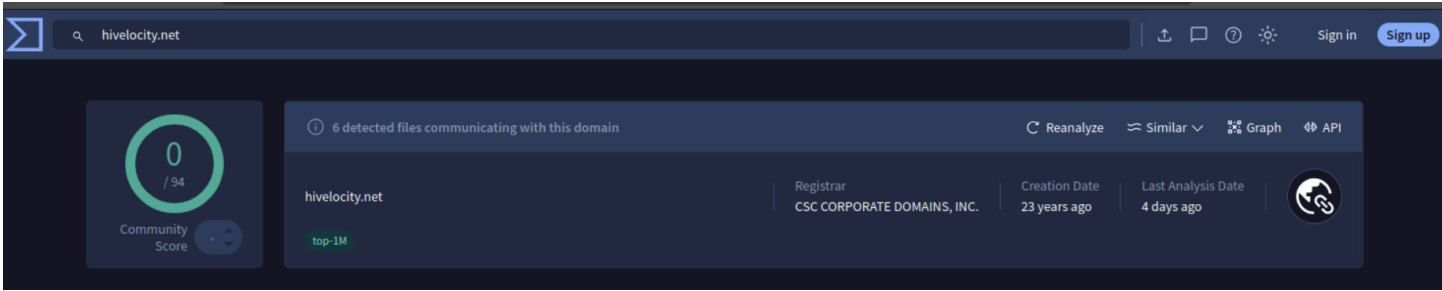 hivelocity.net
Sign in
Sign up
0
/ 94
Community
Score
6 detected files communicating with this domain
Reanalyze
Similar
Graph
API
hivelocity.net
top-1M
Registrar
CSC CORPORATE DOMAINS, INC.
Creation Date
23 years ago
Last Analysis Date
4 days ago